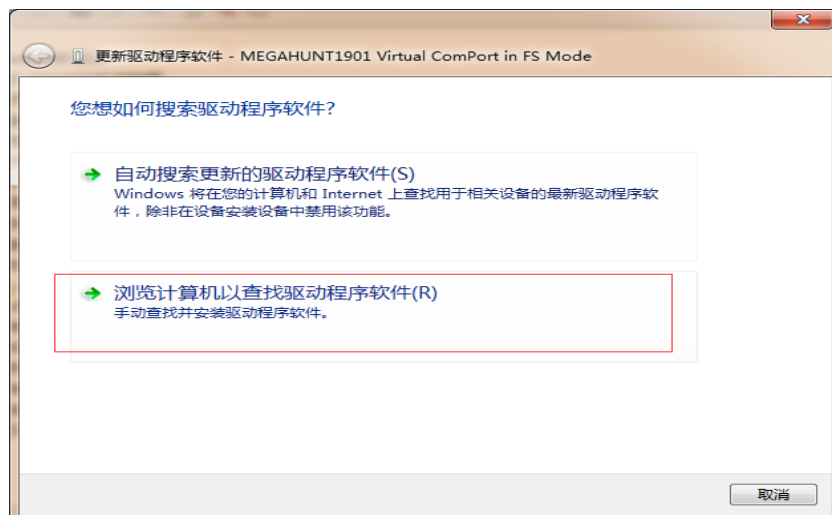 更新驱动程序软件 - MEGAHUNT1901 Virtual ComPort in FS Mode
您想如何搜索驱动程序软件?
自动搜索更新的驱动程序软件(S)
Windows 将在您的计算机和 Internet 上查找用于相关设备的最新驱动程序软
件，除非在设备安装设备中禁用该功能。
浏览计算机以查找驱动程序软件(R)
手动查找并安装驱动程序软件。
取消